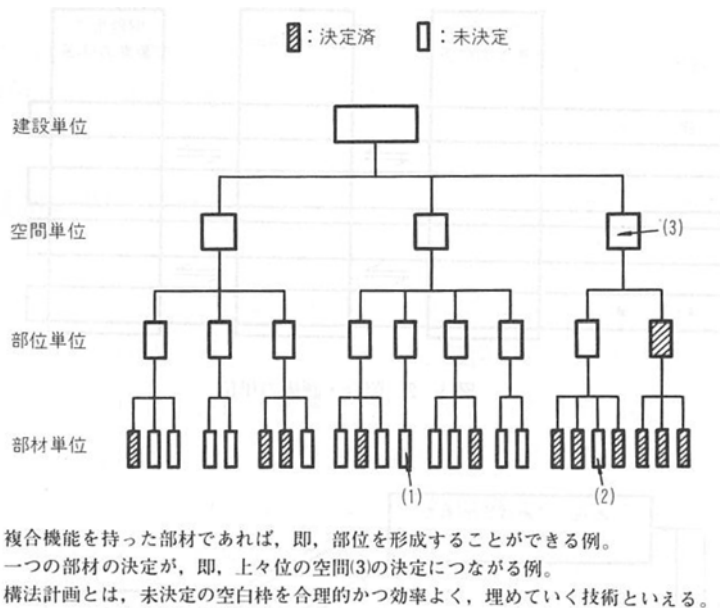 ：決定済　：未決定
建設単位
空間単位
(3)
部位単位
部材単位
(1)
(2)
複合機能を持った部材であれば，即，部位を形成することができる例。
一つの部材の決定が，即，上々位の空間(3)の決定につながる例。
構法計画とは，未決定の空白枠を合理的かつ効率よく，埋めていく技術といえる。